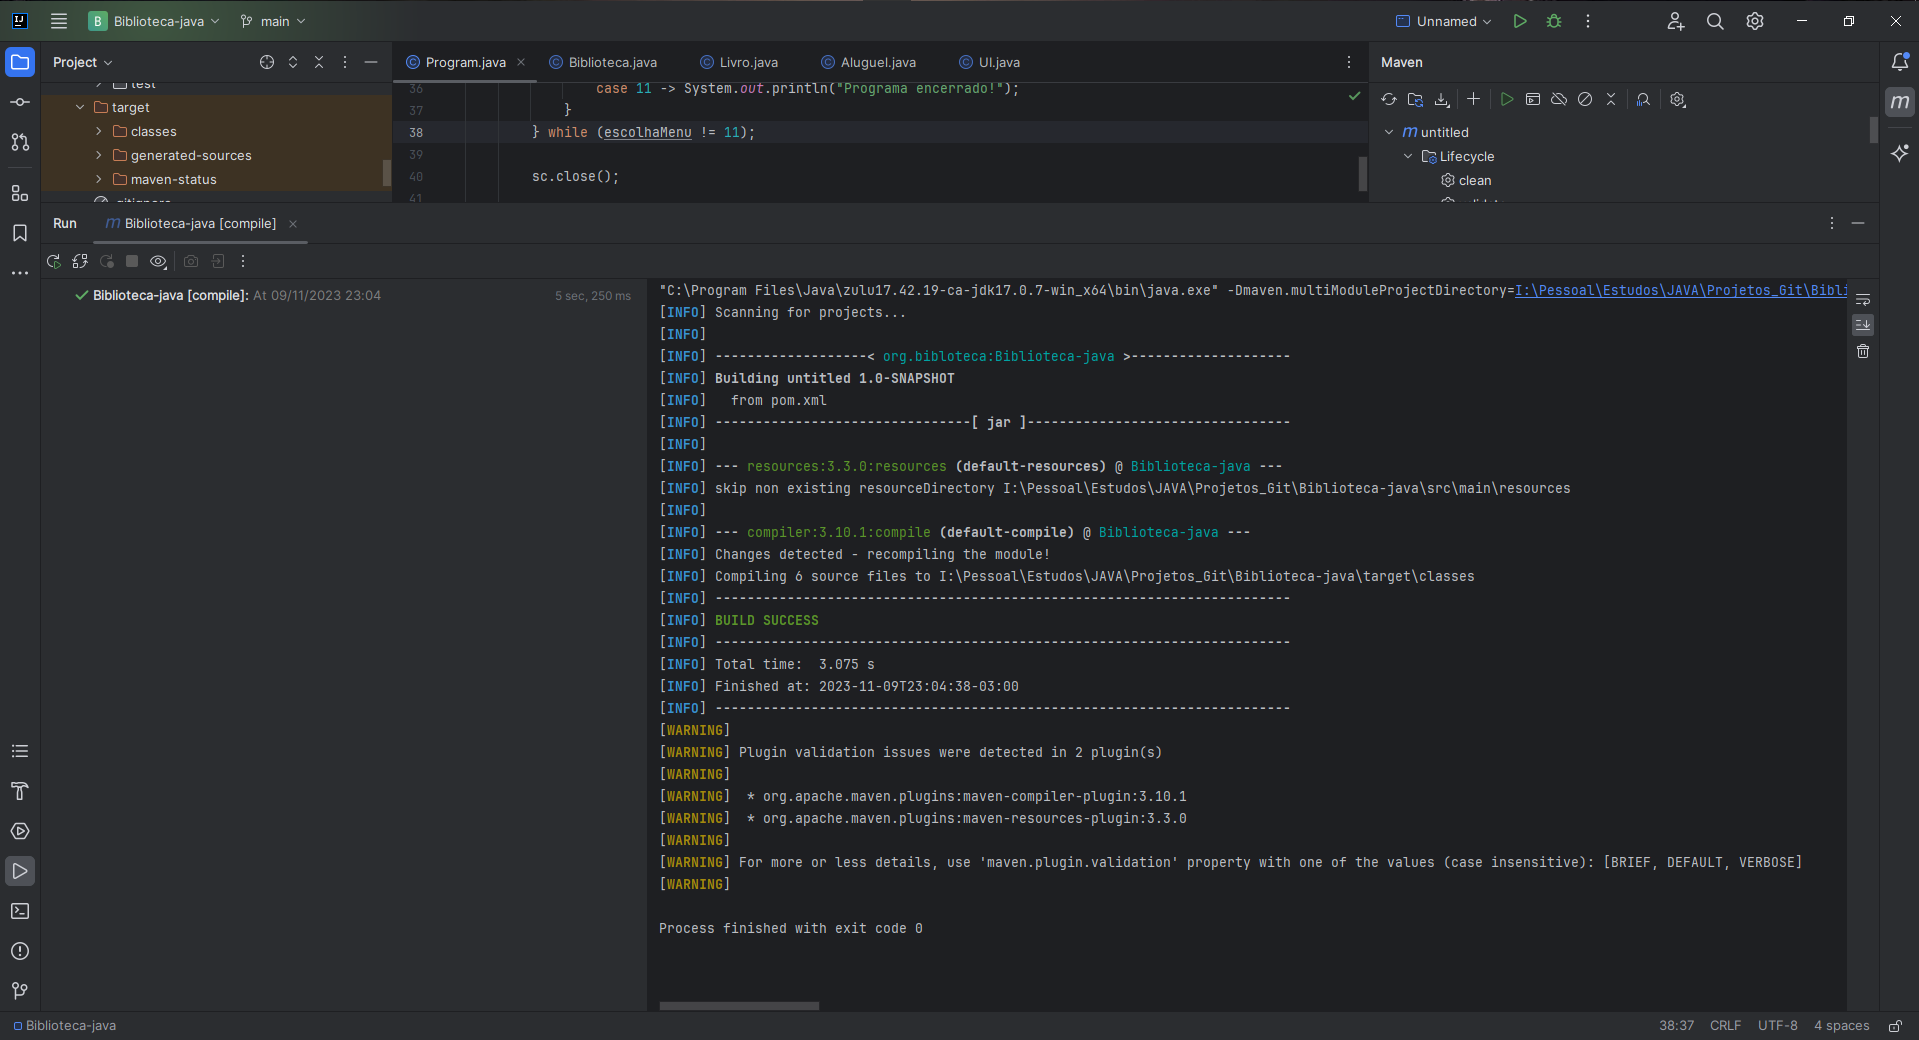 B Biblioteca-java main Unnamed
Project Program.java Biblioteca.java Livro.java Aluguel.java UI.java Maven
test
target
classes
generated-sources
maven-status
.gitignore
36 case 11 -> System.out.println("Programa encerrado!");
37 }
38 } while (escolhaMenu != 11);
39
40 sc.close();
41
untitled
Lifecycle
clean
validate
Run Biblioteca-java [compile]
Biblioteca-java [compile]: At 09/11/2023 23:04 5 sec, 250 ms
"C:\Program Files\Java\zulu17.42.19-ca-jdk17.0.7-win_x64\bin\java.exe" -Dmaven.multiModuleProjectDirectory=I:\Pessoal\Estudos\JAVA\Projetos_Git\Bibli
[INFO] Scanning for projects...
[INFO]
[INFO] -------------------< org.bibloteca:Biblioteca-java >--------------------
[INFO] Building untitled 1.0-SNAPSHOT
[INFO]   from pom.xml
[INFO] --------------------------------[ jar ]---------------------------------
[INFO]
[INFO] --- resources:3.3.0:resources (default-resources) @ Biblioteca-java ---
[INFO] skip non existing resourceDirectory I:\Pessoal\Estudos\JAVA\Projetos_Git\Biblioteca-java\src\main\resources
[INFO]
[INFO] --- compiler:3.10.1:compile (default-compile) @ Biblioteca-java ---
[INFO] Changes detected - recompiling the module!
[INFO] Compiling 6 source files to I:\Pessoal\Estudos\JAVA\Projetos_Git\Biblioteca-java\target\classes
[INFO] ------------------------------------------------------------------------
[INFO] BUILD SUCCESS
[INFO] ------------------------------------------------------------------------
[INFO] Total time:  3.075 s
[INFO] Finished at: 2023-11-09T23:04:38-03:00
[INFO] ------------------------------------------------------------------------
[WARNING]
[WARNING] Plugin validation issues were detected in 2 plugin(s)
[WARNING]
[WARNING]  * org.apache.maven.plugins:maven-compiler-plugin:3.10.1
[WARNING]  * org.apache.maven.plugins:maven-resources-plugin:3.3.0
[WARNING]
[WARNING] For more or less details, use 'maven.plugin.validation' property with one of the values (case insensitive): [BRIEF, DEFAULT, VERBOSE]
[WARNING]
Process finished with exit code 0
Biblioteca-java 38:37 CRLF UTF-8 4 spaces